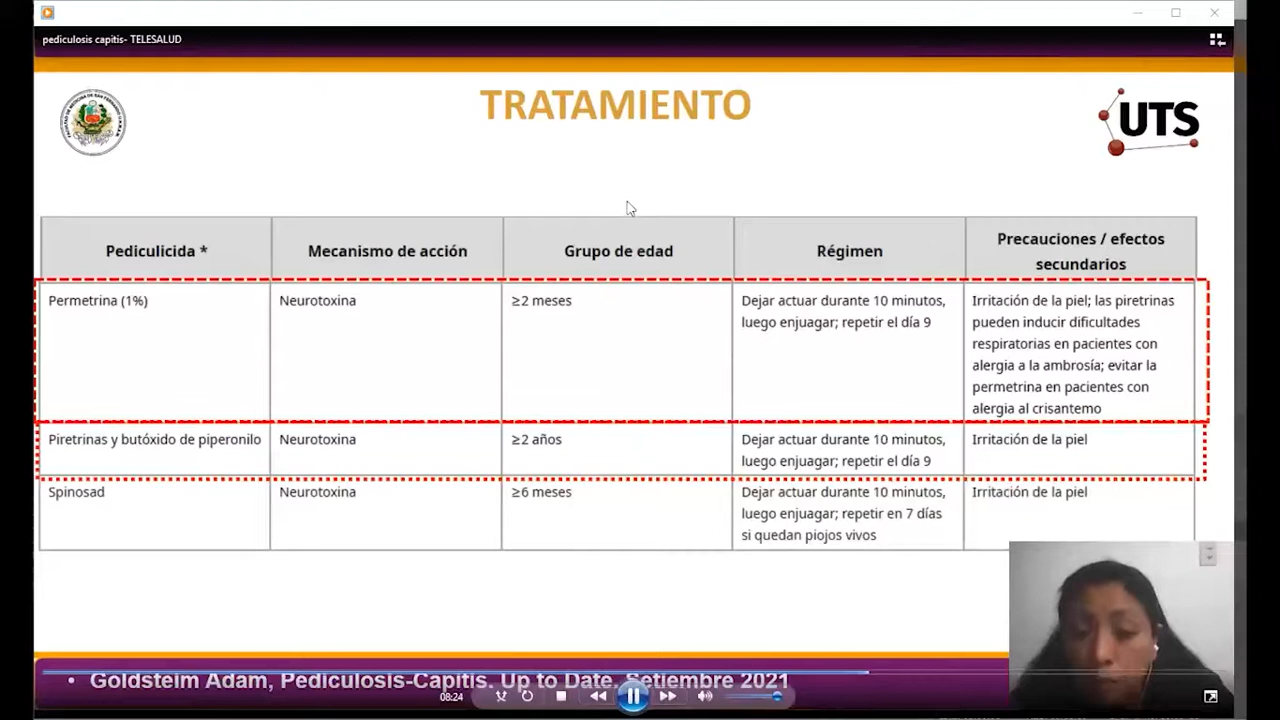 pediculosis capitis- TELESALUD
TRATAMIENTO
UTS
Pediculicida *
Mecanismo de acción
Grupo de edad
Régimen
Precauciones / efectos
secundarios
Permetrina (1%)
Neurotoxina
≥2 meses
Dejar actuar durante 10 minutos,
luego enjuagar; repetir el día 9
Irritación de la piel; las piretrinas
pueden inducir dificultades
respiratorias en pacientes con
alergia a la ambrosía; evitar la
permetrina en pacientes con
alergia al crisantemo
Piretrinas y butóxido de piperonilo
Neurotoxina
≥2 años
Dejar actuar durante 10 minutos,
luego enjuagar; repetir el día 9
Irritación de la piel
Spinosad
Neurotoxina
≥6 meses
Dejar actuar durante 10 minutos,
luego enjuagar; repetir en 7 días
si quedan piojos vivos
Irritación de la piel
• Goldsteim Adam, Pediculosis-Capitis. Up to Date, Setiembre 2021
08:24